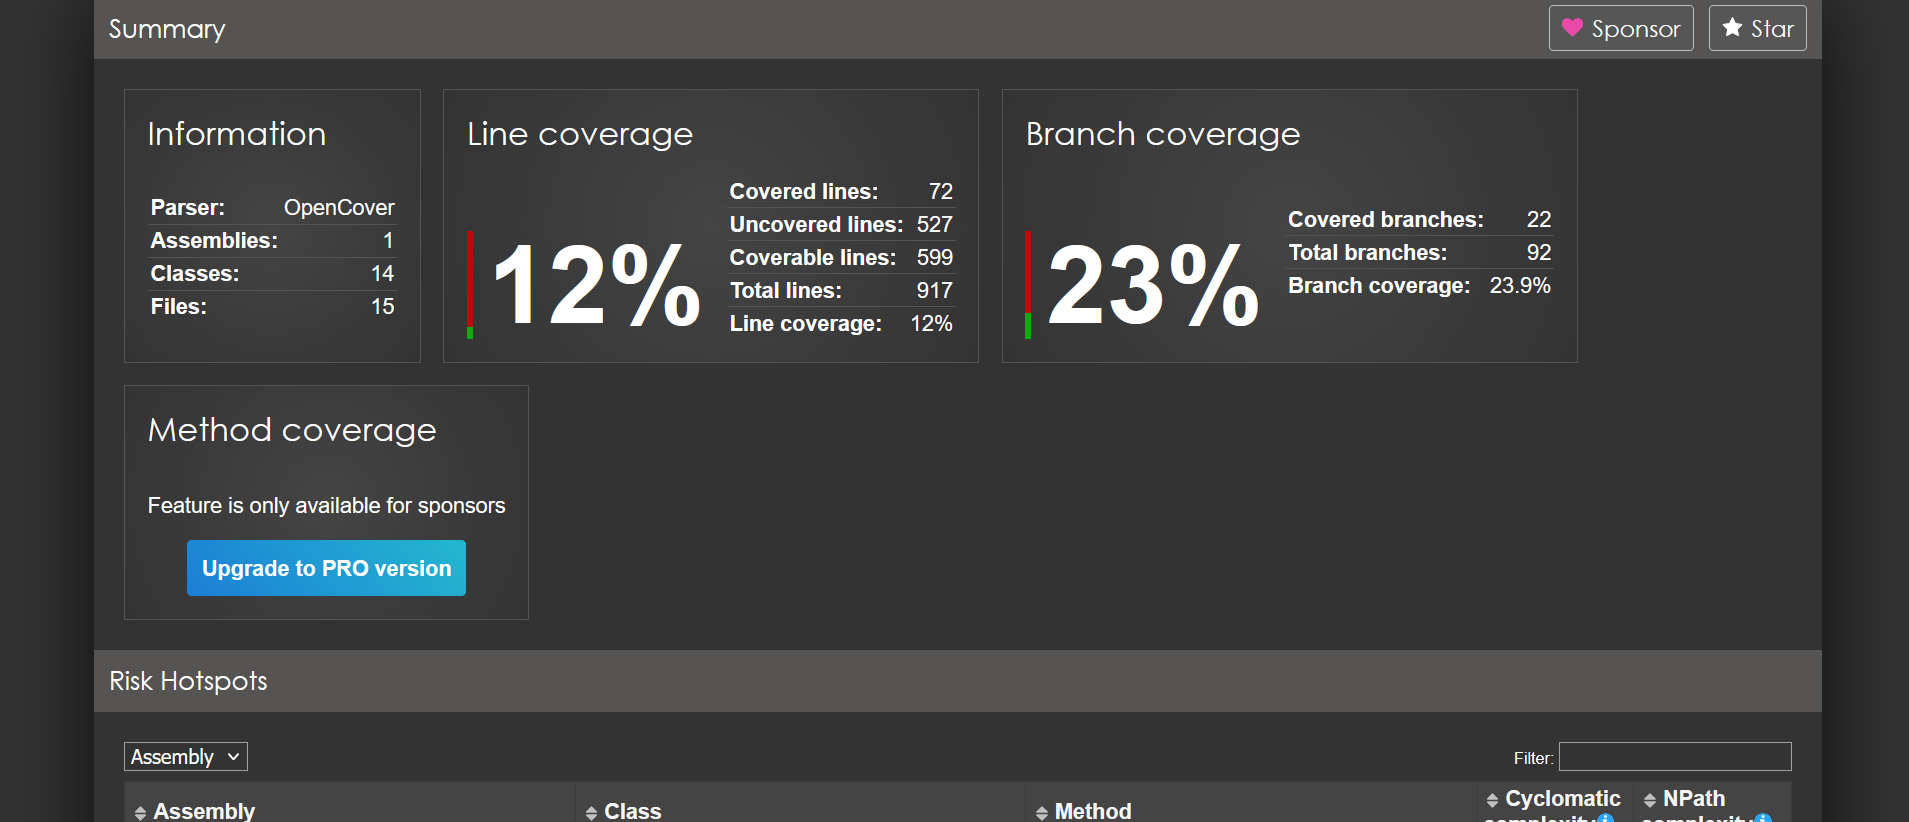 Summary
Sponsor
Star
Information
Parser: OpenCover
Assemblies: 1
Classes: 14
Files: 15
Line coverage
12%
Covered lines: 72
Uncovered lines: 527
Coverable lines: 599
Total lines: 917
Line coverage: 12%
Branch coverage
23%
Covered branches: 22
Total branches: 92
Branch coverage: 23.9%
Method coverage
Feature is only available for sponsors
Upgrade to PRO version
Risk Hotspots
Assembly
Filter:
Assembly
Class
Method
Cyclomatic
complexity
NPath
complexity